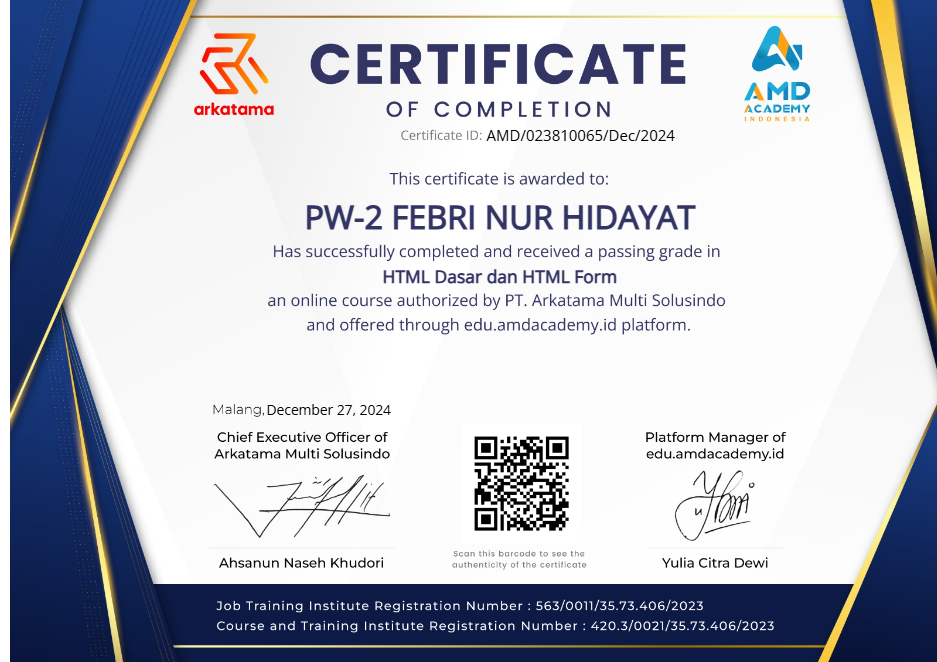 arkatama
CERTIFICATE
OF COMPLETION
AMD
ACADEMY
INDONESIA
Certificate ID: AMD/023810065/Dec/2024
This certificate is awarded to:
PW-2 FEBRI NUR HIDAYAT
Has successfully completed and received a passing grade in
HTML Dasar dan HTML Form
an online course authorized by PT. Arkatama Multi Solusindo
and offered through edu.amdacademy.id platform.
Malang, December 27, 2024
Chief Executive Officer of
Arkatama Multi Solusindo
Ahsanun Naseh Khudori
Scan this barcode to see the
authenticity of the certificate
Platform Manager of
edu.amdacademy.id
Yulia Citra Dewi
Job Training Institute Registration Number : 563/0011/35.73.406/2023
Course and Training Institute Registration Number : 420.3/0021/35.73.406/2023